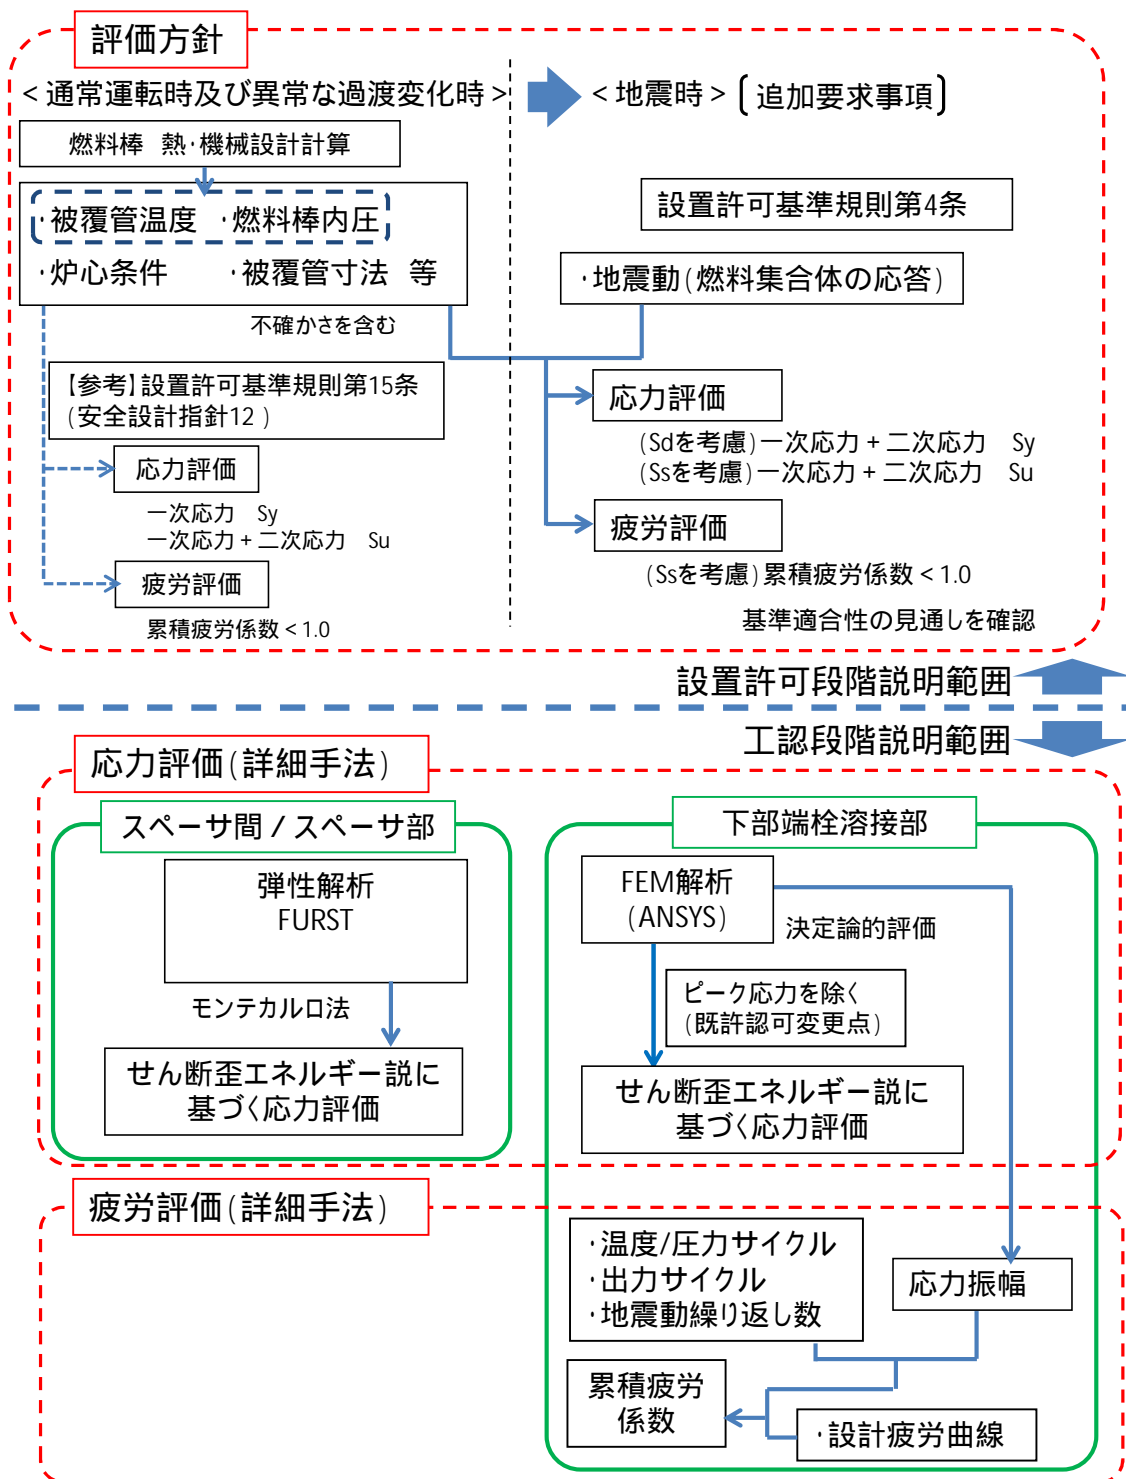 評価方針
<通常運転時及び異常な過渡変化時>
<地震時>〔追加要求事項〕
燃料棒 熱・機械設計計算
・被覆管温度 ・燃料棒内圧
・炉心条件 ・被覆管寸法 等
不確かさを含む
設置許可基準規則第4条
・地震動(燃料集合体の応答)
【参考】設置許可基準規則第15条
(安全設計指針12)
応力評価
一次応力 Sy
一次応力+二次応力 Su
疲労評価
累積疲労係数<1.0
応力評価
(Sdを考慮)一次応力+二次応力 Sy
(Ssを考慮)一次応力+二次応力 Su
疲労評価
(Ssを考慮)累積疲労係数<1.0
基準適合性の見通しを確認
設置許可段階説明範囲
工認段階説明範囲
応力評価(詳細手法)
スペーサ間/スペーサ部
弾性解析
FURST
モンテカルロ法
せん断歪エネルギー説に
基づく応力評価
下部端栓溶接部
FEM解析
(ANSYS)
決定論的評価
ピーク応力を除く
(既許認可変更点)
せん断歪エネルギー説に
基づく応力評価
疲労評価(詳細手法)
・温度/圧力サイクル
・出力サイクル
・地震動繰り返し数
応力振幅
累積疲労
係数
・設計疲労曲線